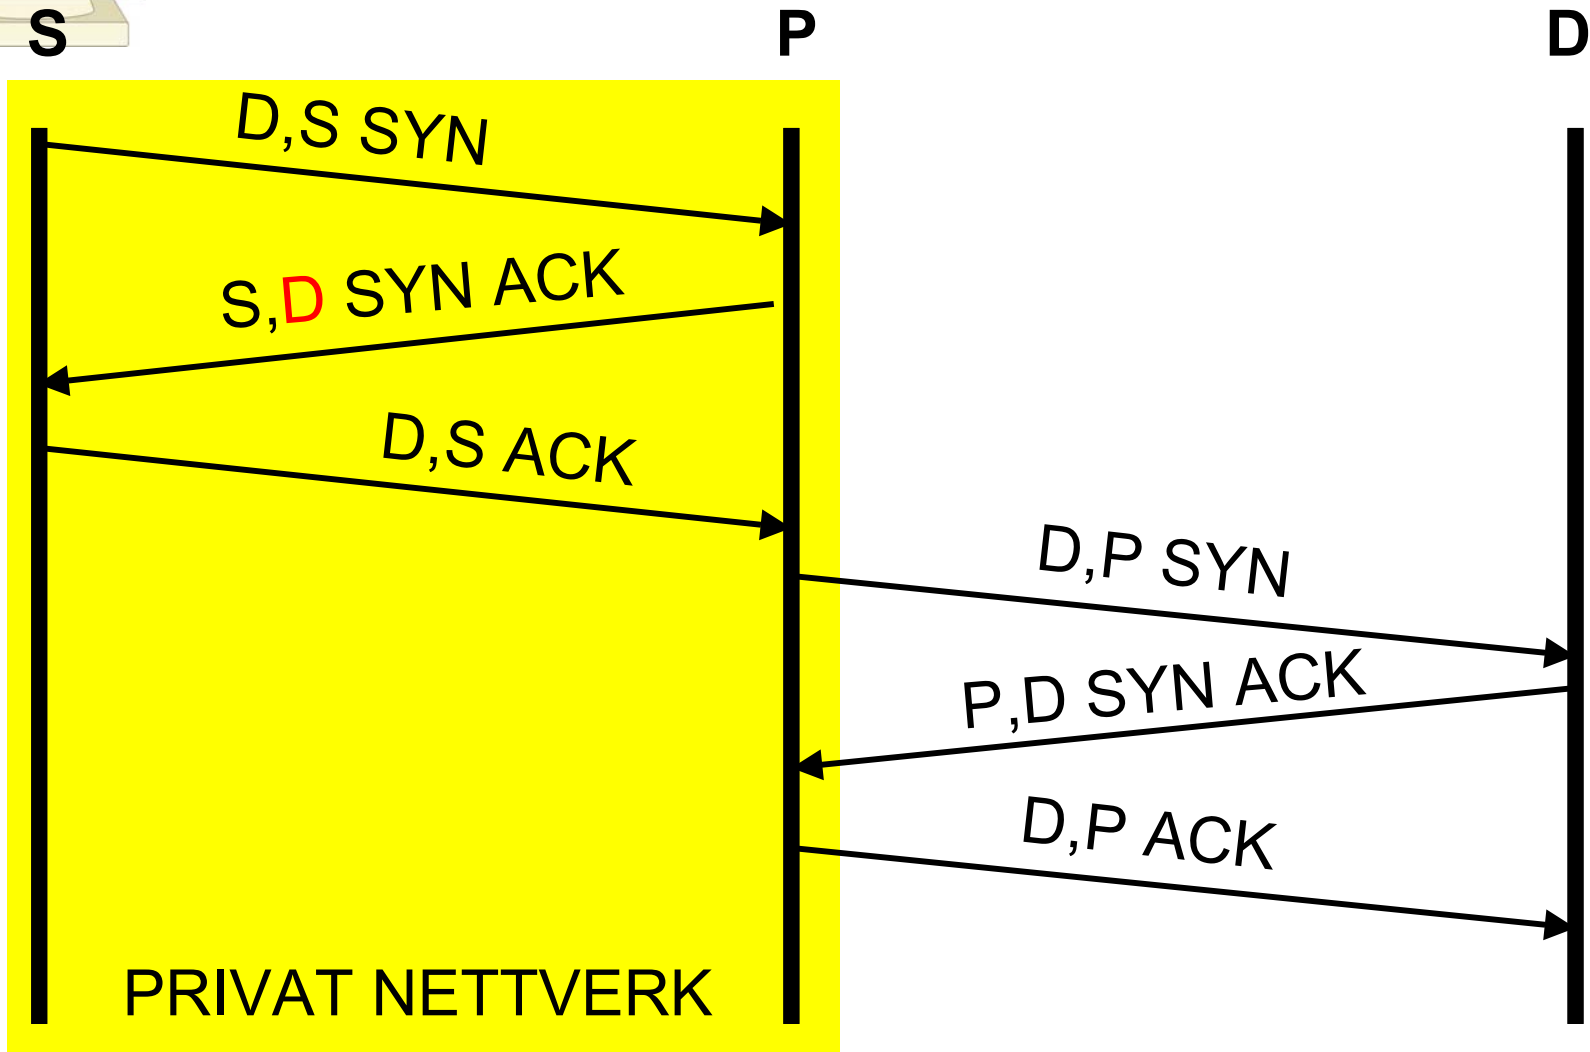 S P D
D,S SYN
S,D SYN ACK
D,S ACK
D,P SYN
P,D SYN ACK
D,P ACK
PRIVAT NETTVERK